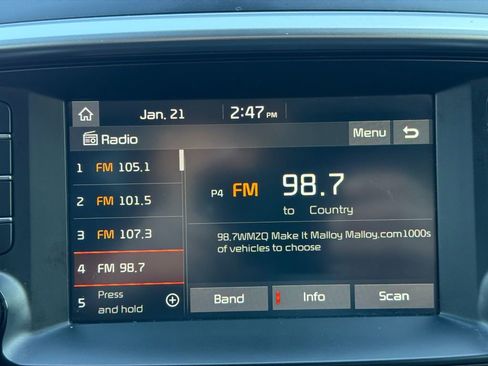 Jan. 21 2:47 PM
Radio Menu
1 FM 105.1
2 FM 101.5
3 FM 107.3
4 FM 98.7
5 Press and hold
P4 FM 98.7
to Country
98.7WMZQ Make It Malloy Malloy.com1000s
of vehicles to choose
Band Info Scan